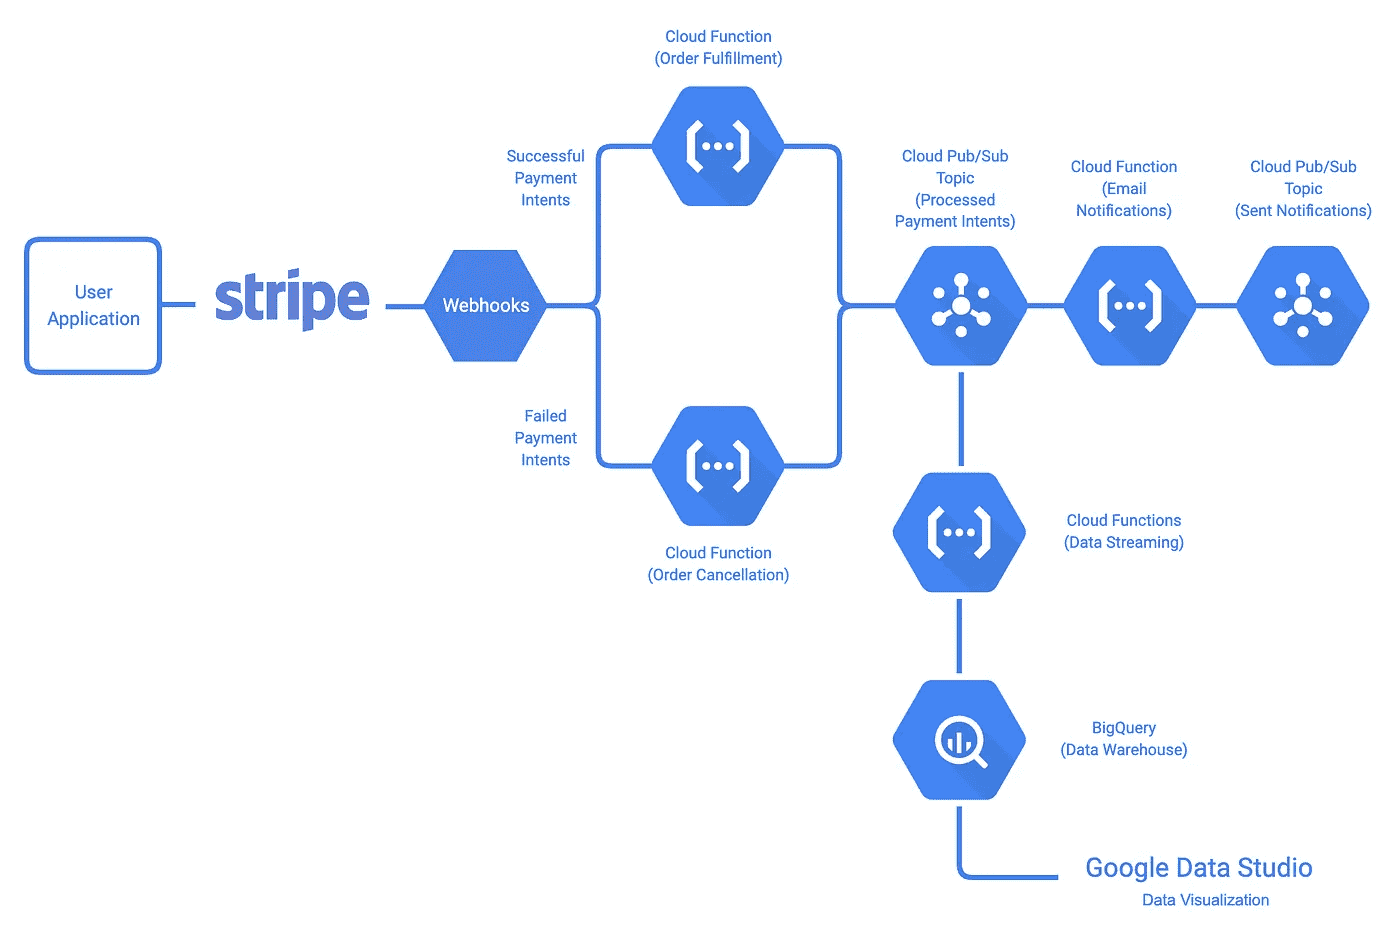 Cloud Function
(Order Fulfillment)
Successful
Payment
Intents
Cloud Pub/Sub
Topic
(Processed
Payment Intents)
Cloud Function
(Email
Notifications)
Cloud Pub/Sub
Topic
(Sent Notifications)
User
Application
stripe
Webhooks
Failed
Payment
Intents
Cloud Function
(Order Cancellation)
Cloud Functions
(Data Streaming)
BigQuery
(Data Warehouse)
Google Data Studio
Data Visualization